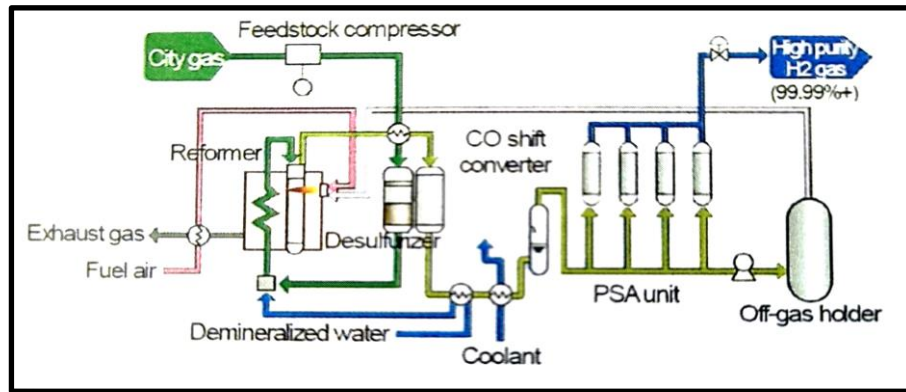 Feedstock compressor
City gas
High purity
H2 gas
(99.99%+)
Reformer
CO shift
converter
Exhaust gas
Desulfurizer
Fuel air
PSA unit
Off-gas holder
Demineralized water
Coolant